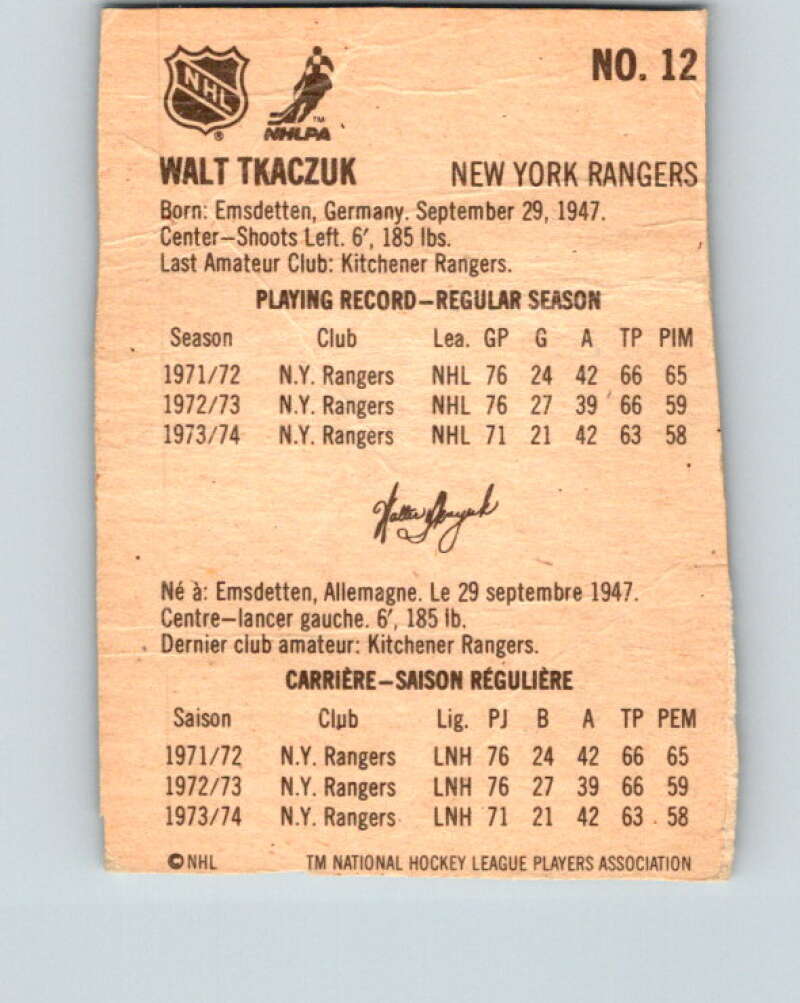 NHL
NHLPA
TM
®
NO. 12
WALT TKACZUK NEW YORK RANGERS
Born: Emsdetten, Germany. September 29, 1947.
Center–Shoots Left. 6′, 185 lbs.
Last Amateur Club: Kitchener Rangers.
PLAYING RECORD–REGULAR SEASON
Season Club Lea. GP G A TP PIM
1971/72 N.Y. Rangers NHL 76 24 42 66 65
1972/73 N.Y. Rangers NHL 76 27 39 66 59
1973/74 N.Y. Rangers NHL 71 21 42 63 58
Walter Tkaczuk
Né à: Emsdetten, Allemagne. Le 29 septembre 1947.
Centre–lancer gauche. 6′, 185 lb.
Dernier club amateur: Kitchener Rangers.
CARRIÈRE–SAISON RÉGULIÈRE
Saison Club Lig. PJ B A TP PEM
1971/72 N.Y. Rangers LNH 76 24 42 66 65
1972/73 N.Y. Rangers LNH 76 27 39 66 59
1973/74 N.Y. Rangers LNH 71 21 42 63 58
© NHL TM NATIONAL HOCKEY LEAGUE PLAYERS ASSOCIATION